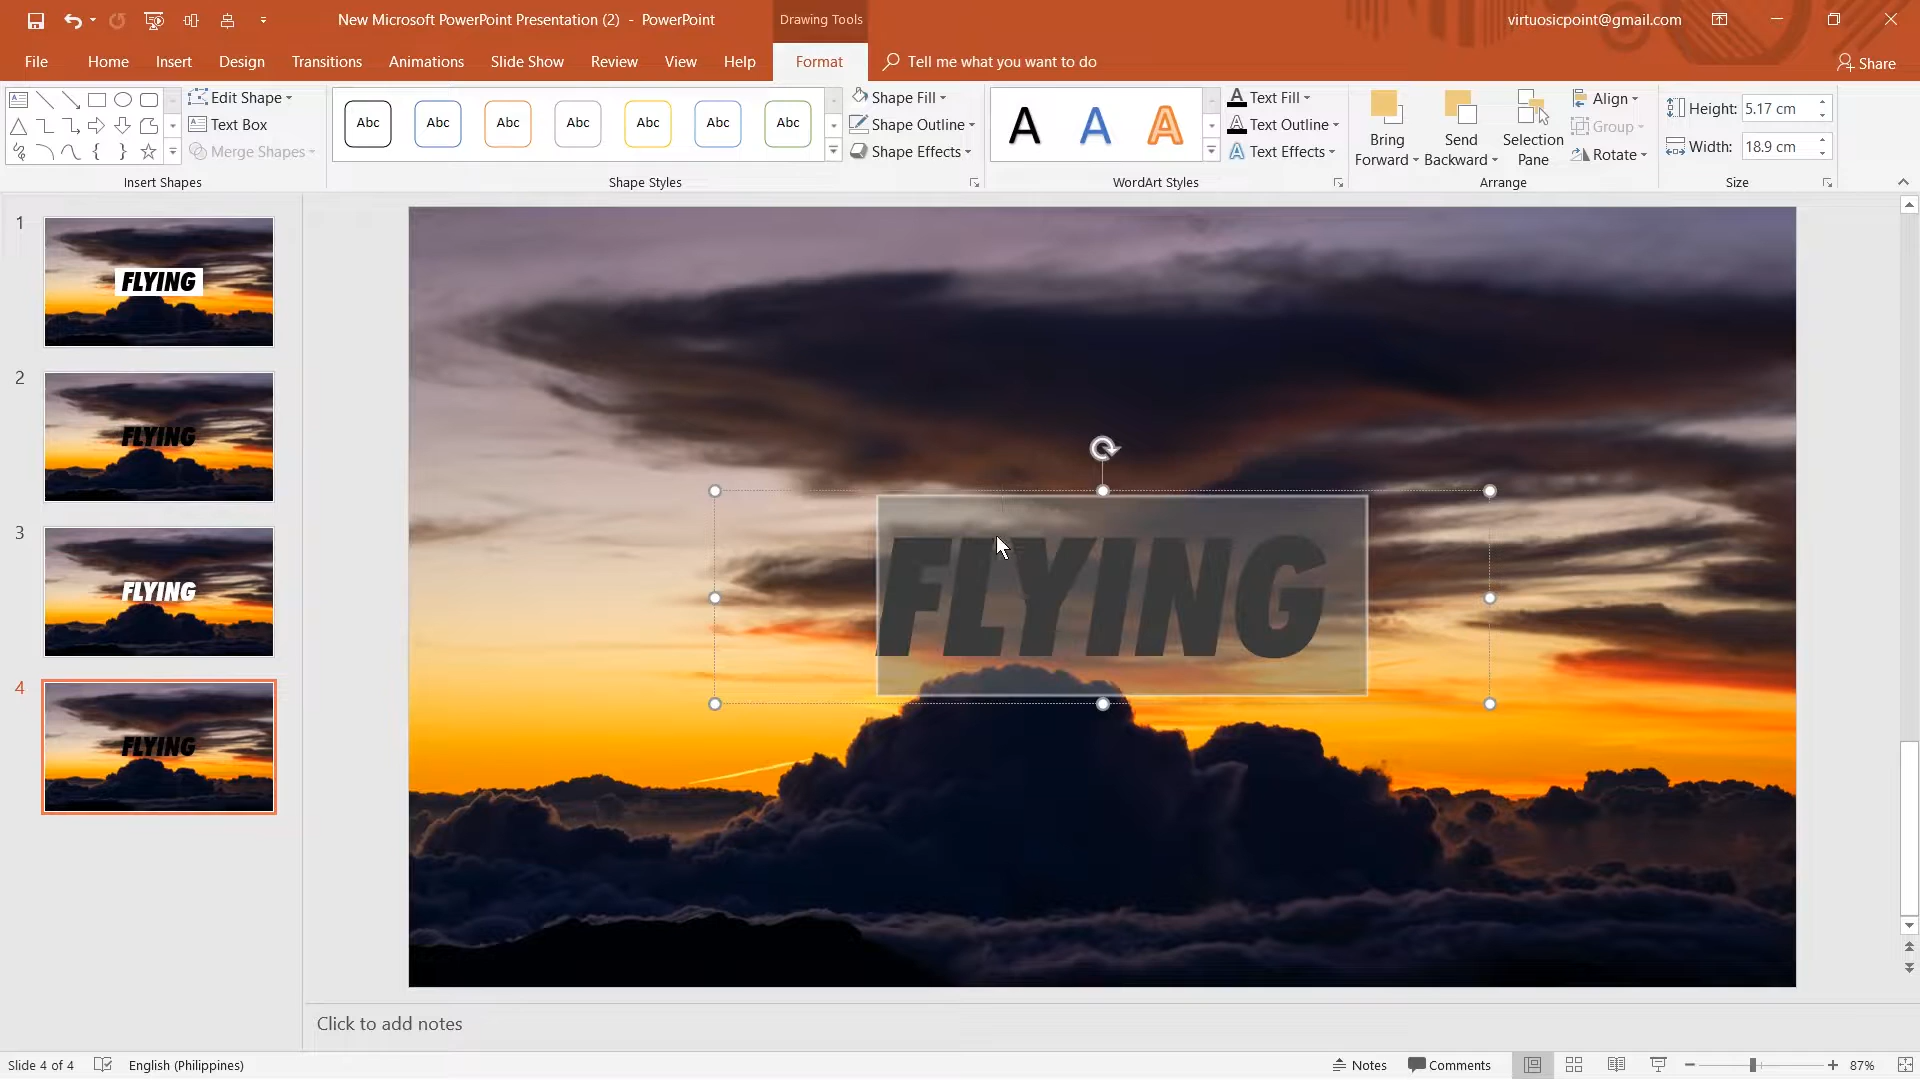 New Microsoft PowerPoint Presentation (2) - PowerPoint
Drawing Tools
virtuosicpoint@gmail.com
File Home Insert Design Transitions Animations Slide Show Review View Help Format Tell me what you want to do Share
Edit Shape
Text Box
Merge Shapes
Insert Shapes
Abc Abc Abc Abc Abc Abc Abc
Shape Fill
Shape Outline
Shape Effects
Shape Styles
A A A
Text Fill
Text Outline
Text Effects
WordArt Styles
Bring Forward
Send Backward
Selection Pane
Align
Group
Rotate
Arrange
Height: 5.17 cm
Width: 18.9 cm
Size
1
FLYING
2
FLYING
3
FLYING
4
FLYING
FLYING
Click to add notes
Slide 4 of 4 English (Philippines) Notes Comments 87%